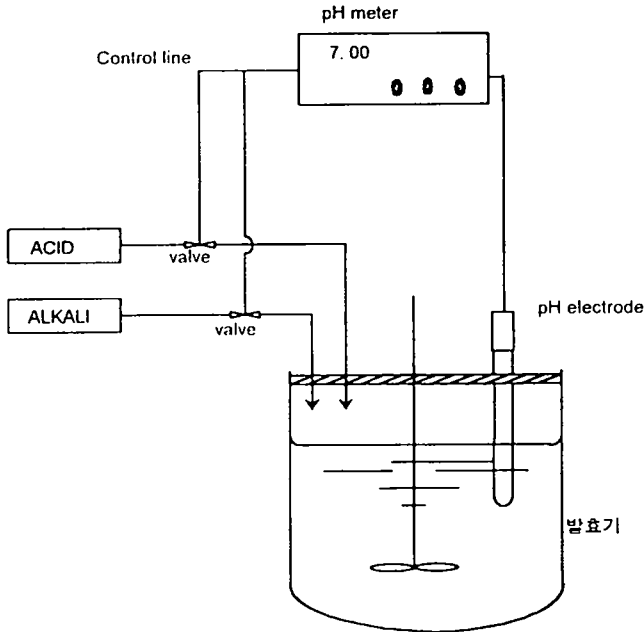 pH meter
7. 00
Control line
ACID
valve
ALKALI
valve
pH electrode
발효기